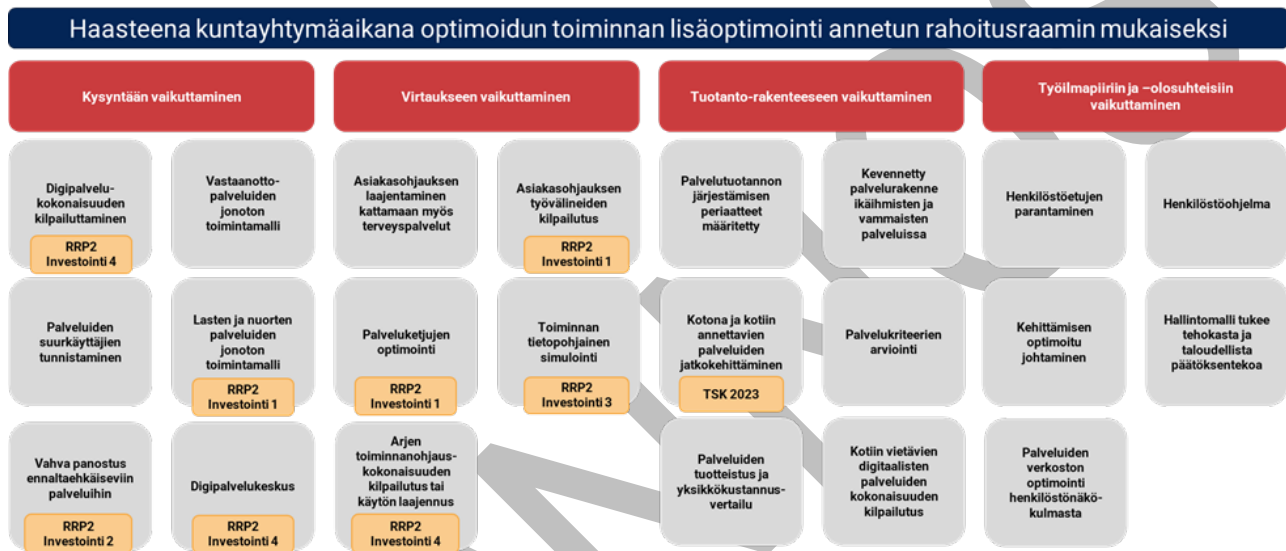 Haasteena kuntayhtymäaikana optimoidun toiminnan lisäoptimointi annetun rahoitusraamin mukaiseksi
Kysyntään vaikuttaminen
Virtaukseen vaikuttaminen
Tuotanto-rakenteeseen vaikuttaminen
Työilmapiiriin ja –olosuhteisiin
vaikuttaminen
Digipalvelu-
kokonaisuuden
kilpailuttaminen
RRP2
Investointi 4
Vastaanotto-
palveluiden
jonoton
toimintamalli
Asiakasohjauksen
laajentaminen
kattamaan myös
terveyspalvelut
Asiakasohjauksen
työvälineiden
kilpailutus
RRP2
Investointi 1
Palvelutuotannon
järjestämisen
periaatteet
määritetty
Kevennetty
palvelurakenne
ikäihmisten ja
vammaisten
palveluissa
Henkilöstöetujen
parantaminen
Henkilöstöohjelma
Palveluiden
suurkäyttäjien
tunnistaminen
Lasten ja nuorten
palveluiden
jonoton
toimintamalli
RRP2
Investointi 1
Palveluketjujen
optimointi
RRP2
Investointi 1
Toiminnan
tietopohjainen
simulointi
RRP2
Investointi 3
Kotona ja kotiin
annettavien
palveluiden
jatkokehittäminen
TSK 2023
Palvelukriteerien
arviointi
Kehittämisen
optimoitu
johtaminen
Hallintomalli tukee
tehokasta ja
taloudellista
päätöksentekoa
Vahva panostus
ennaltaehkäiseviin
palveluihin
RRP2
Investointi 2
Digipalvelukeskus
RRP2
Investointi 4
Arjen
toiminnanohjaus-
kokonaisuuden
kilpailutus tai
käytön laajennus
RRP2
Investointi 4
Palveluiden
tuotteistus ja
yksikkökustannus-
vertailu
Kotiin vietävien
digitaalisten
palveluiden
kokonaisuuden
kilpailutus
Palveluiden
verkoston
optimointi
henkilöstönäkö-
kulmasta